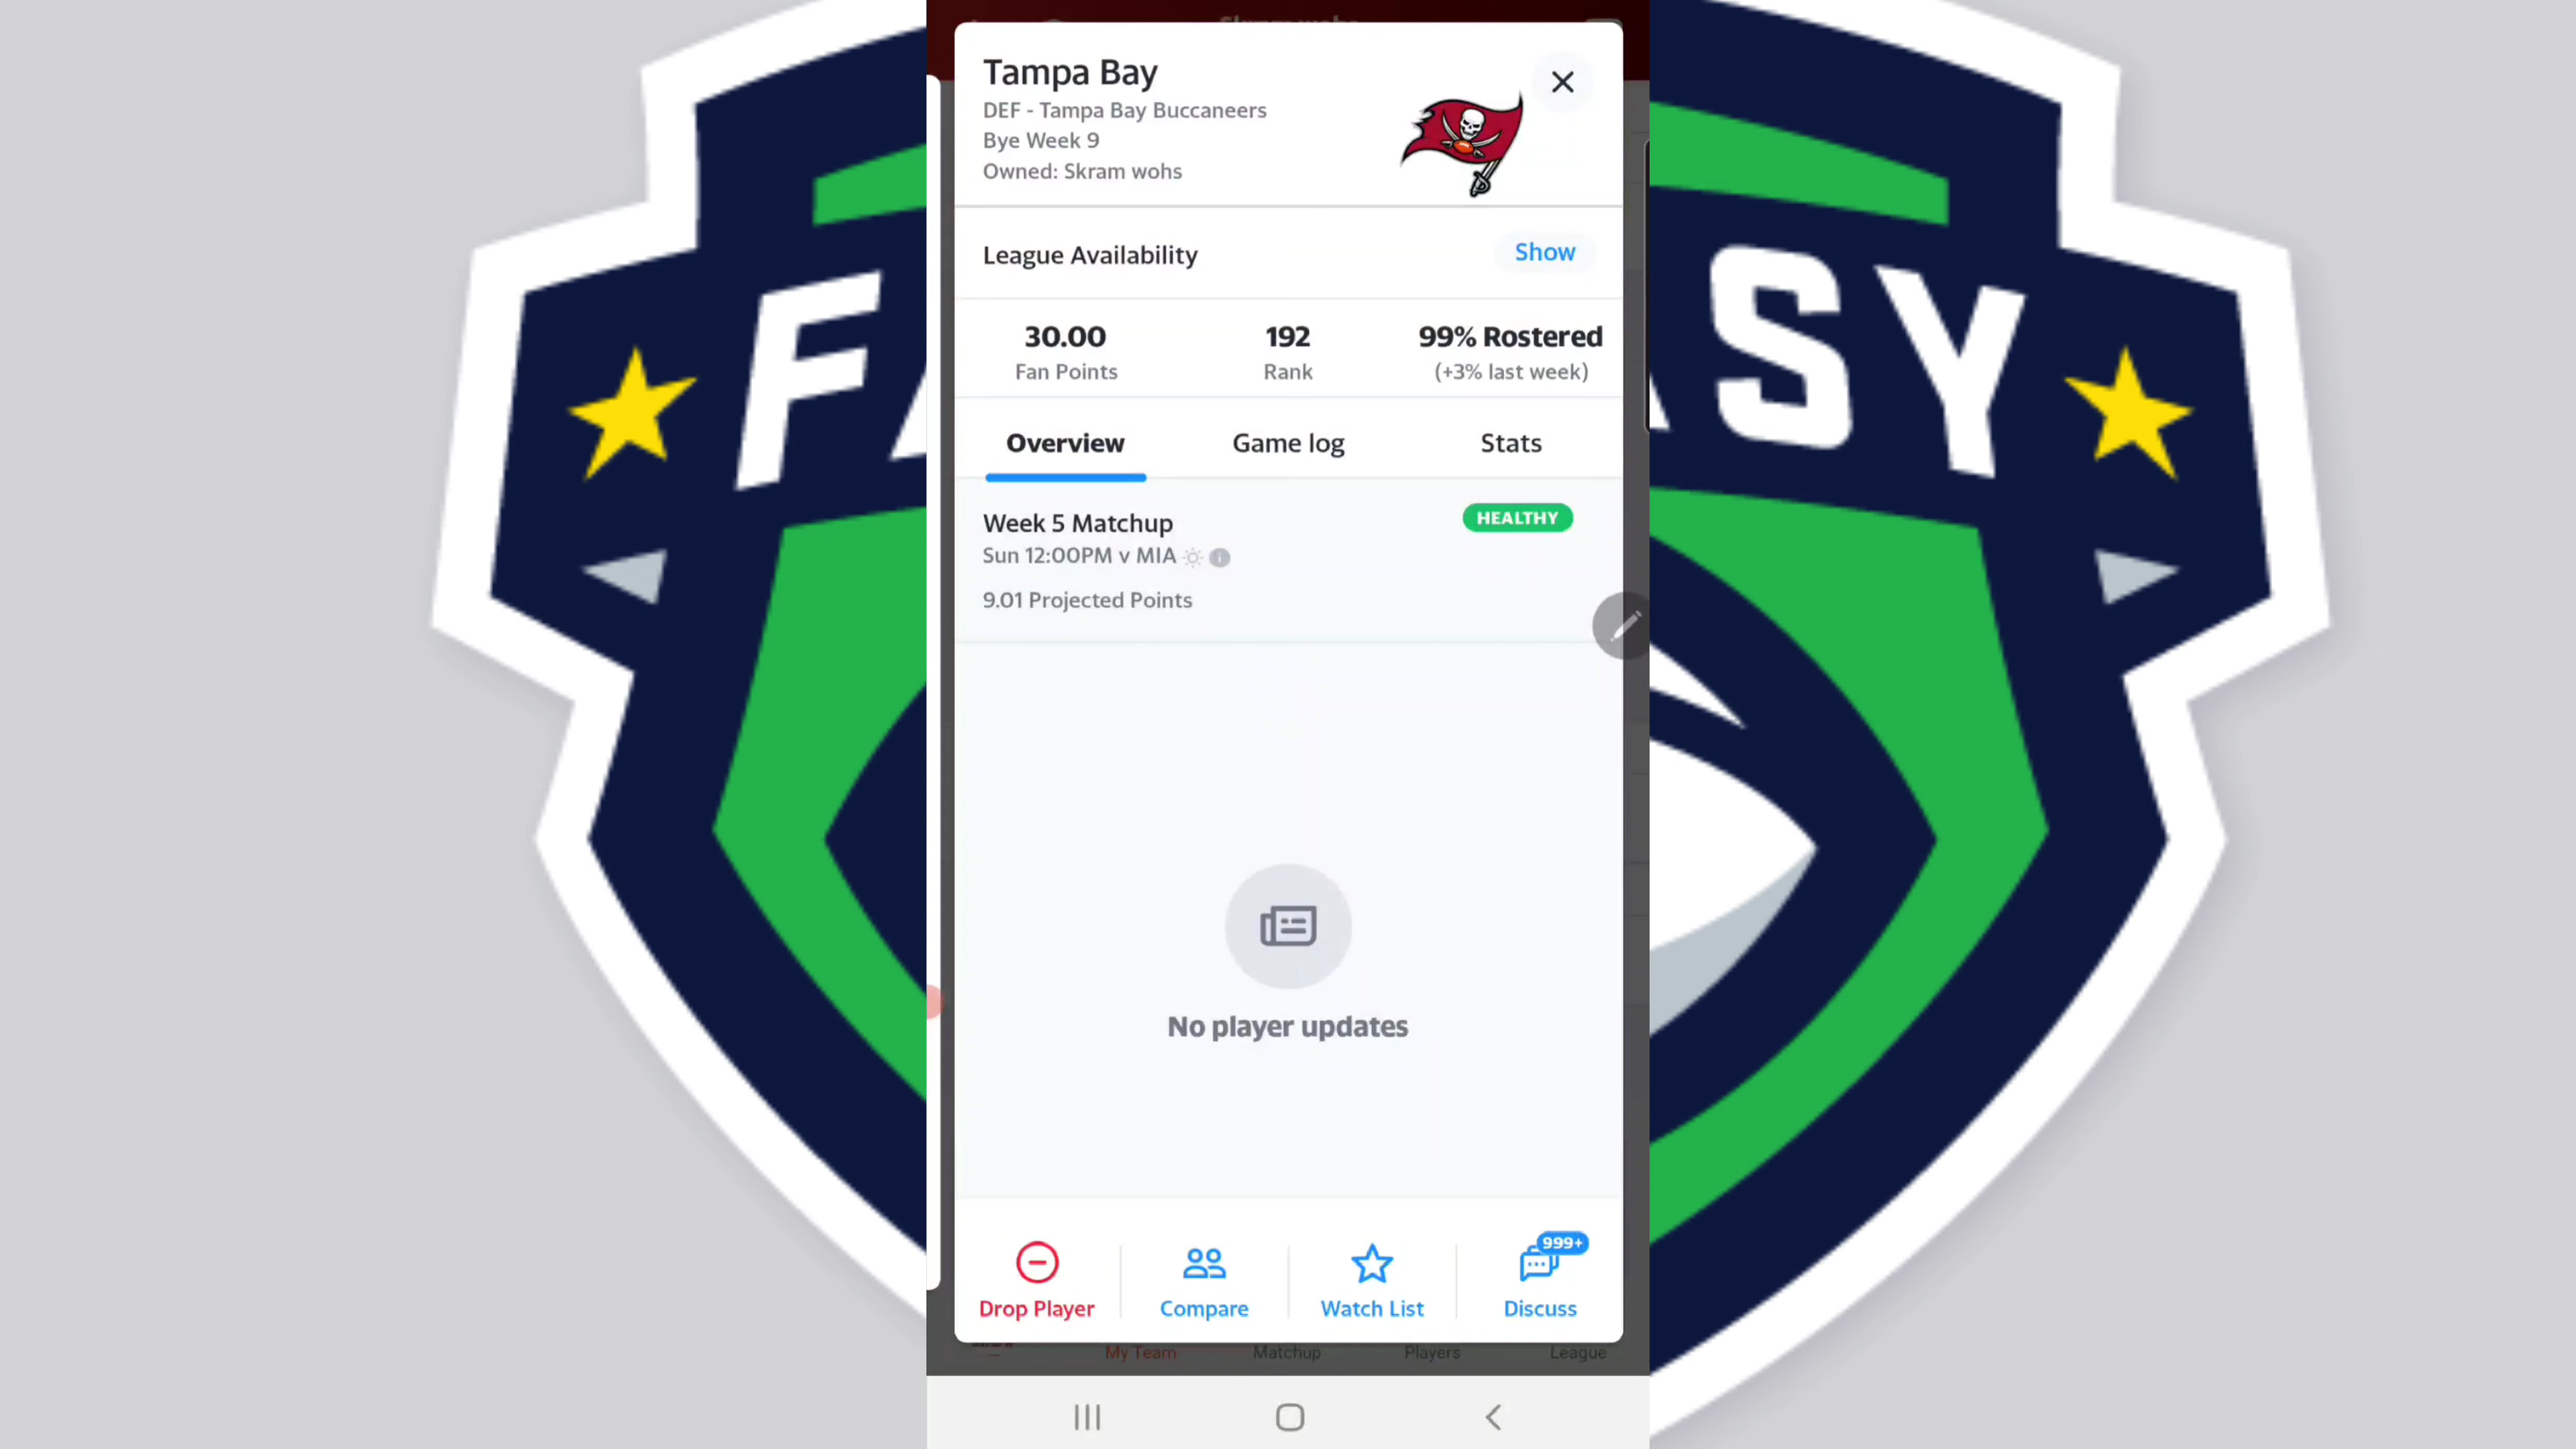 Tampa Bay
DEF - Tampa Bay Buccaneers
Bye Week 9
Owned: Skram wohs
League Availability
Show
30.00
Fan Points
192
Rank
99% Rostered
(+3% last week)
Overview
Game log
Stats
Week 5 Matchup
HEALTHY
Sun 12:00PM v MIA
9.01 Projected Points
No player updates
Drop Player
Compare
Watch List
999+
Discuss
My Team
Matchup
Players
League
F
SY